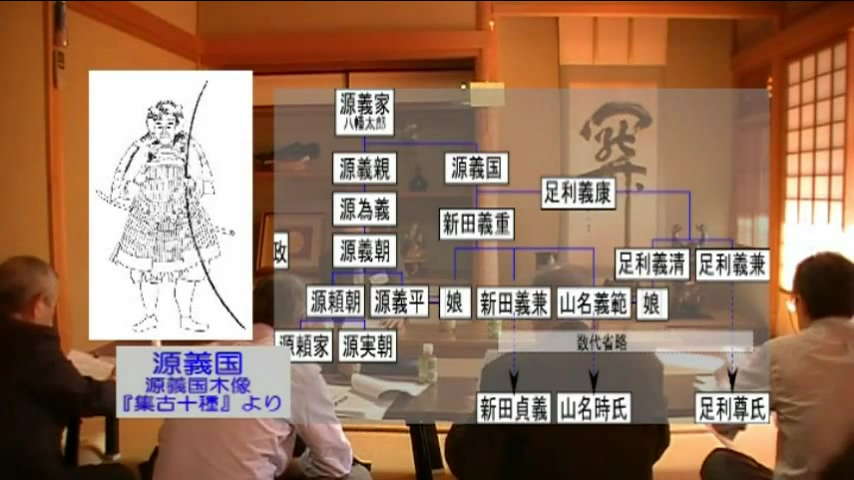 源義家
八幡太郎
源義親
源義国
足利義康
源為義
新田義重
政
源義朝
足利義清
足利義兼
源頼朝
源義平
娘
新田義兼
山名義範
娘
源頼家
源実朝
数代省略
源義国
源義国木像
『集古十種』より
新田貞義
山名時氏
足利尊氏